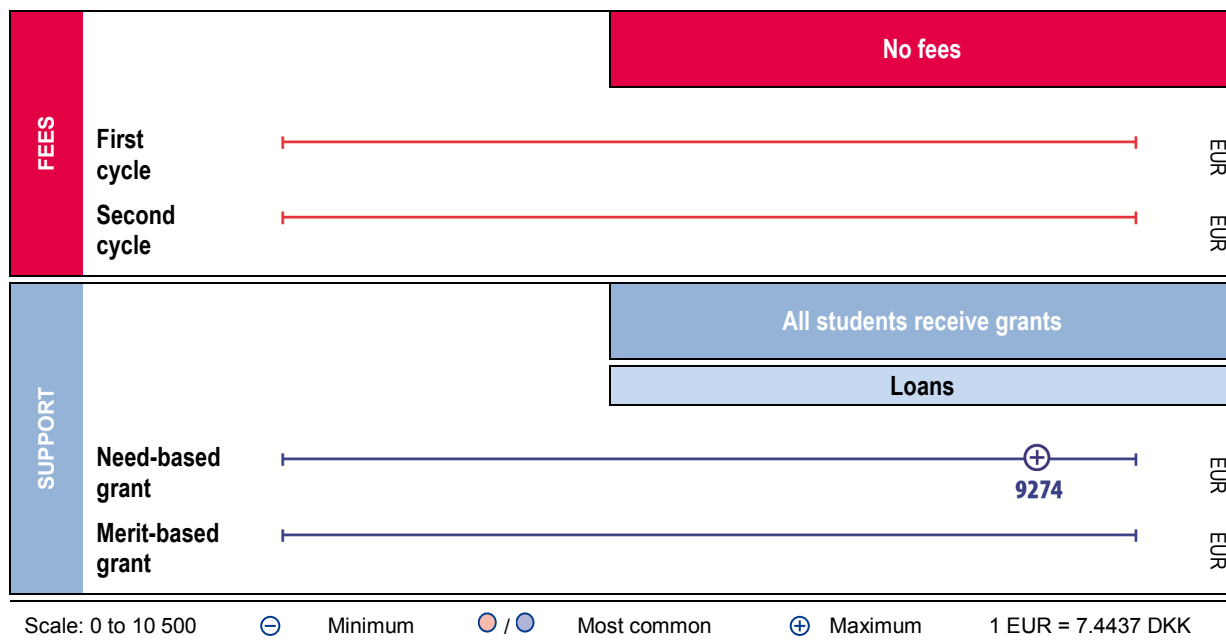 No fees
FEES
First
cycle
EUR
Second
cycle
EUR
All students receive grants
Loans
SUPPORT
Need-based
grant
9274
EUR
Merit-based
grant
EUR
Scale: 0 to 10 500 Minimum / Most common Maximum 1 EUR = 7.4437 DKK